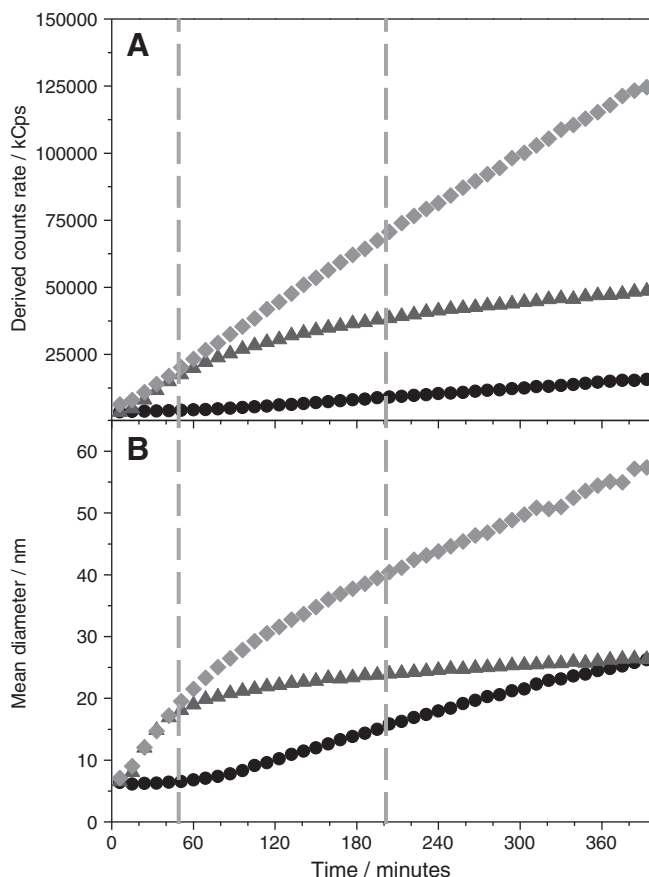 150000
A
125000
100000
75000
50000
25000
Derived counts rate / kCps
B
60
50
40
30
20
10
0
Mean diameter / nm
0 60 120 180 240 300 360
Time / minutes